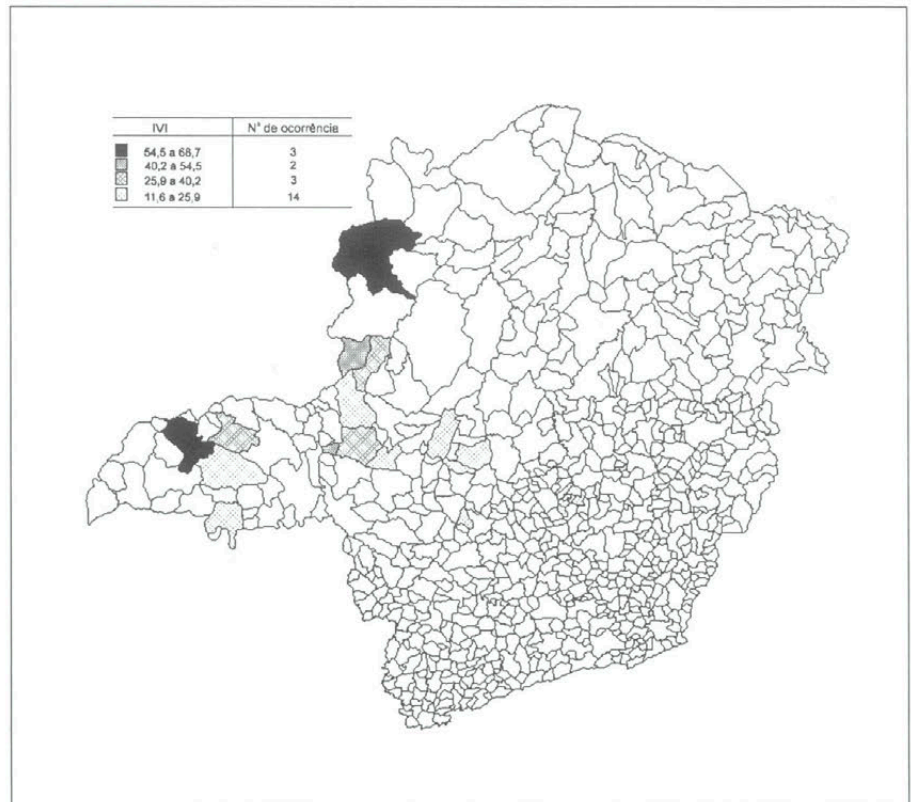 IVI N° de ocorrência
54,5 a 68,7 3
40,2 a 54,5 2
25,9 a 40,2 3
11,6 a 25,9 14